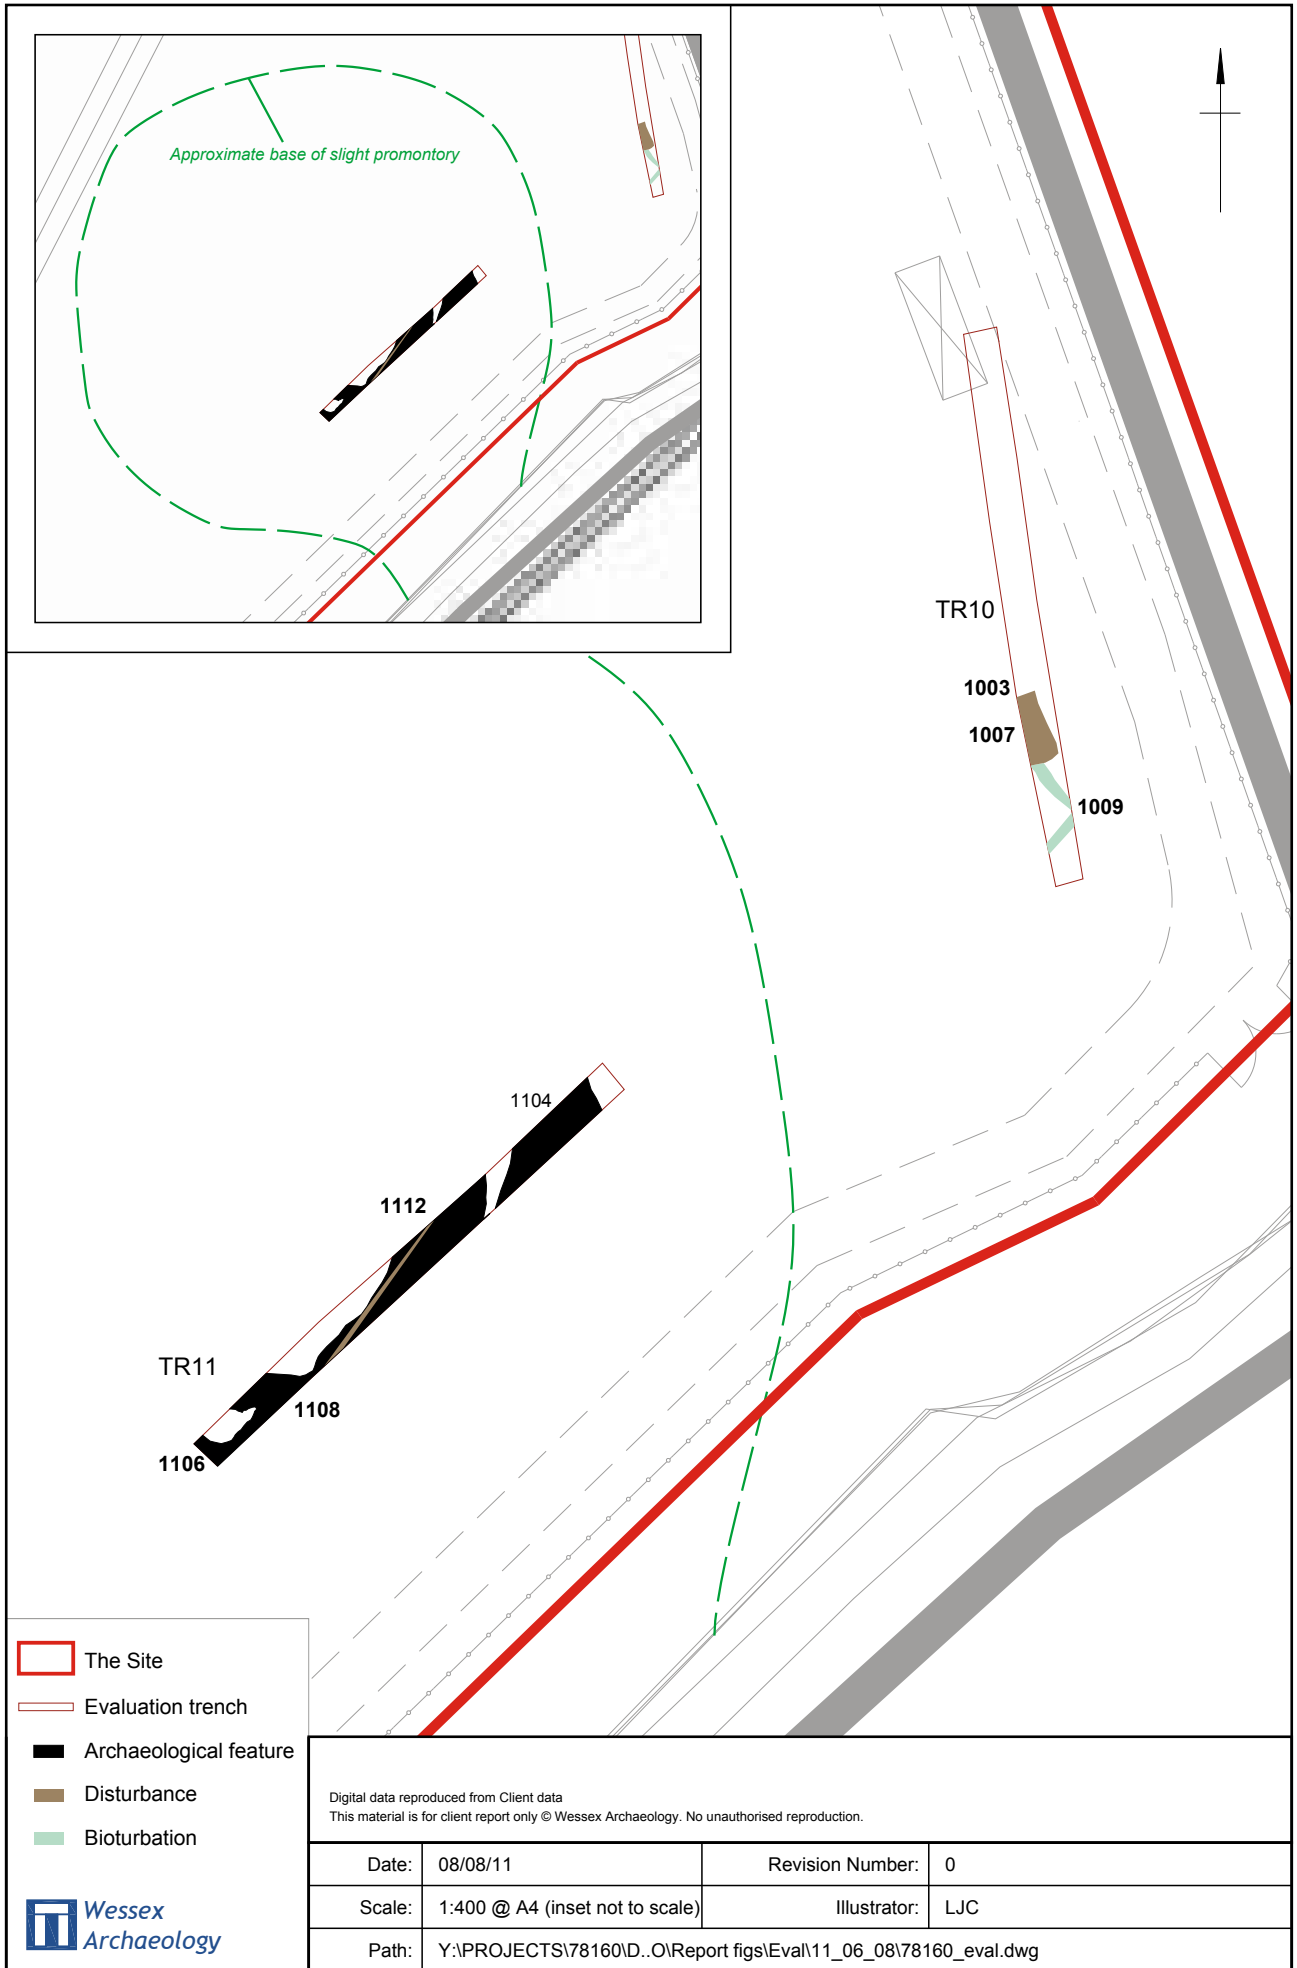 Approximate base of slight promontory
TR10
1003
1007
1009
1104
1112
TR11
1108
1106
The Site
Evaluation trench
Archaeological feature
Disturbance
Bioturbation
Wessex
Archaeology
Digital data reproduced from Client data
This material is for client report only © Wessex Archaeology. No unauthorised reproduction.
Date: 08/08/11 Revision Number: 0
Scale: 1:400 @ A4 (inset not to scale) Illustrator: LJC
Path: Y:\PROJECTS\78160\D..O\Report figs\Eval\11_06_08\78160_eval.dwg